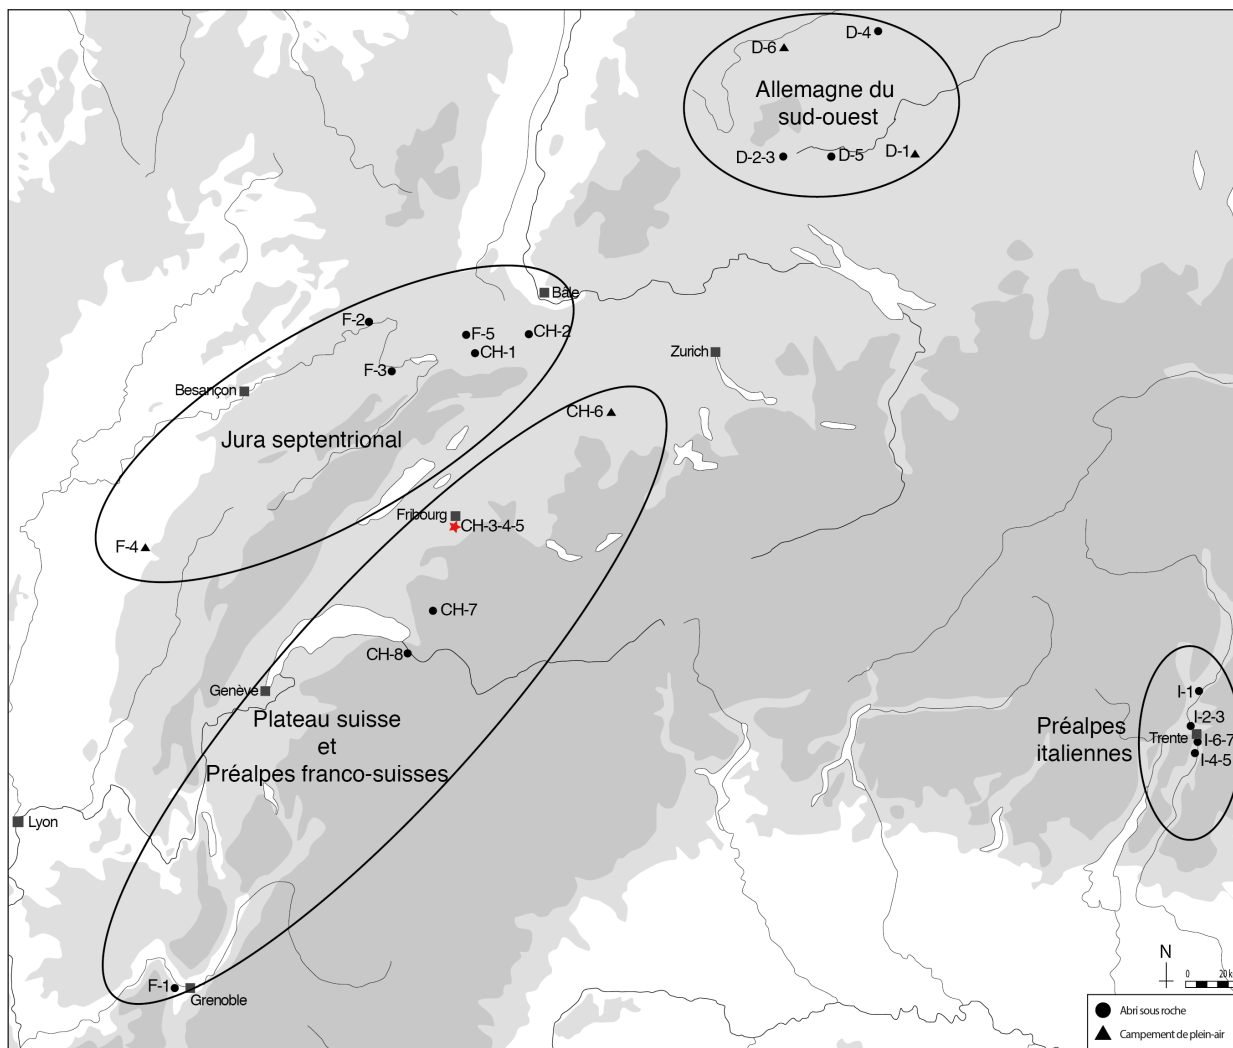 D-4
D-6
Allemagne du
sud-ouest
D-2-3
D-5
D-1
Bâle
F-2
F-5
CH-2
CH-1
Zurich
F-3
Besançon
CH-6
Jura septentrional
Fribourg
CH-3-4-5
F-4
CH-7
CH-8
Genève
I-1
Plateau suisse
et
Préalpes franco-suisses
Préalpes
italiennes
I-2-3
Trente
I-6-7
I-4-5
Lyon
N
0 20 k
F-1
Grenoble
Abri sous roche
Campement de plein-air